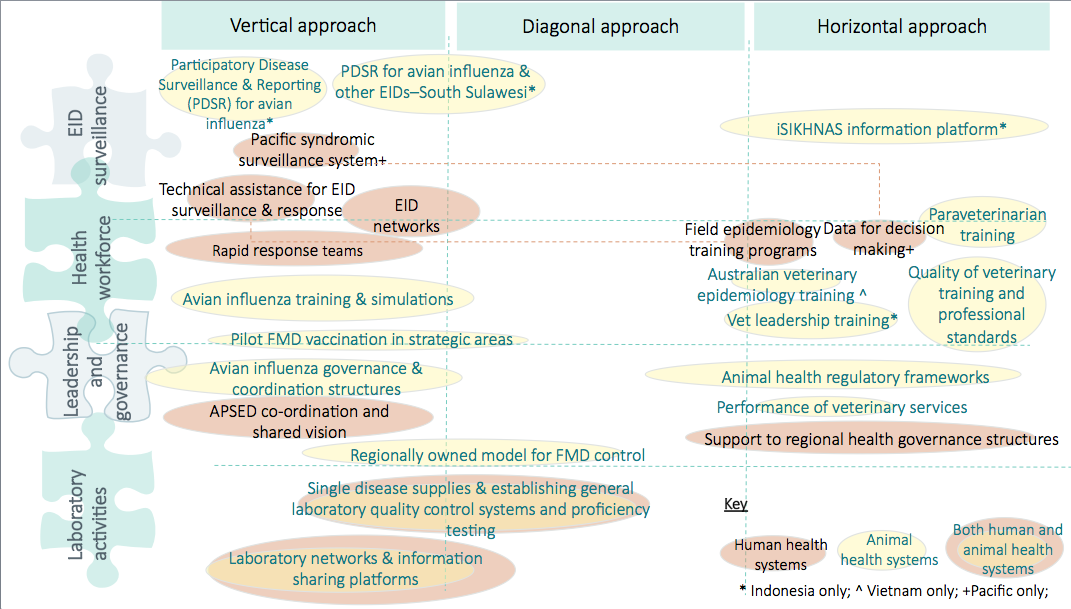 Vertical approach
Diagonal approach
Horizontal approach
EID
surveillance
Participatory Disease
Surveillance & Reporting
(PDSR) for avian
influenza*
PDSR for avian influenza &
other EIDs–South Sulawesi*
iSIKHNAS information platform*
Pacific syndromic
surveillance system+
Technical assistance for EID
surveillance & response
EID
networks
Health
workforce
Rapid response teams
Field epidemiology
training programs
Data for decision
making+
Paraveterinarian
training
Avian influenza training & simulations
Australian veterinary
epidemiology training ^
Vet leadership training*
Quality of veterinary
training and
professional
standards
Leadership
and
governance
Pilot FMD vaccination in strategic areas
Avian influenza governance &
coordination structures
Animal health regulatory frameworks
APSED co-ordination and
shared vision
Performance of veterinary services
Support to regional health governance structures
Regionally owned model for FMD control
Laboratory
activities
Single disease supplies & establishing general
laboratory quality control systems and proficiency
testing
Laboratory networks & information
sharing platforms
Key
Human health
systems
Animal
health systems
Both human and
animal health
systems
* Indonesia only; ^ Vietnam only; +Pacific only;